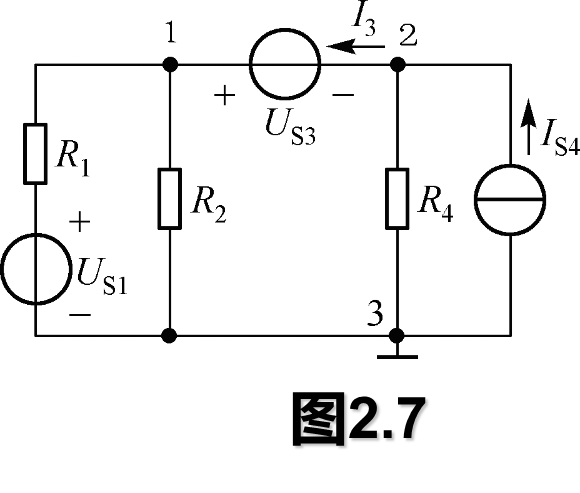 1
I3
2
+ −
US3
IS4
R1
R2
R4
+
US1
−
3
图2.7